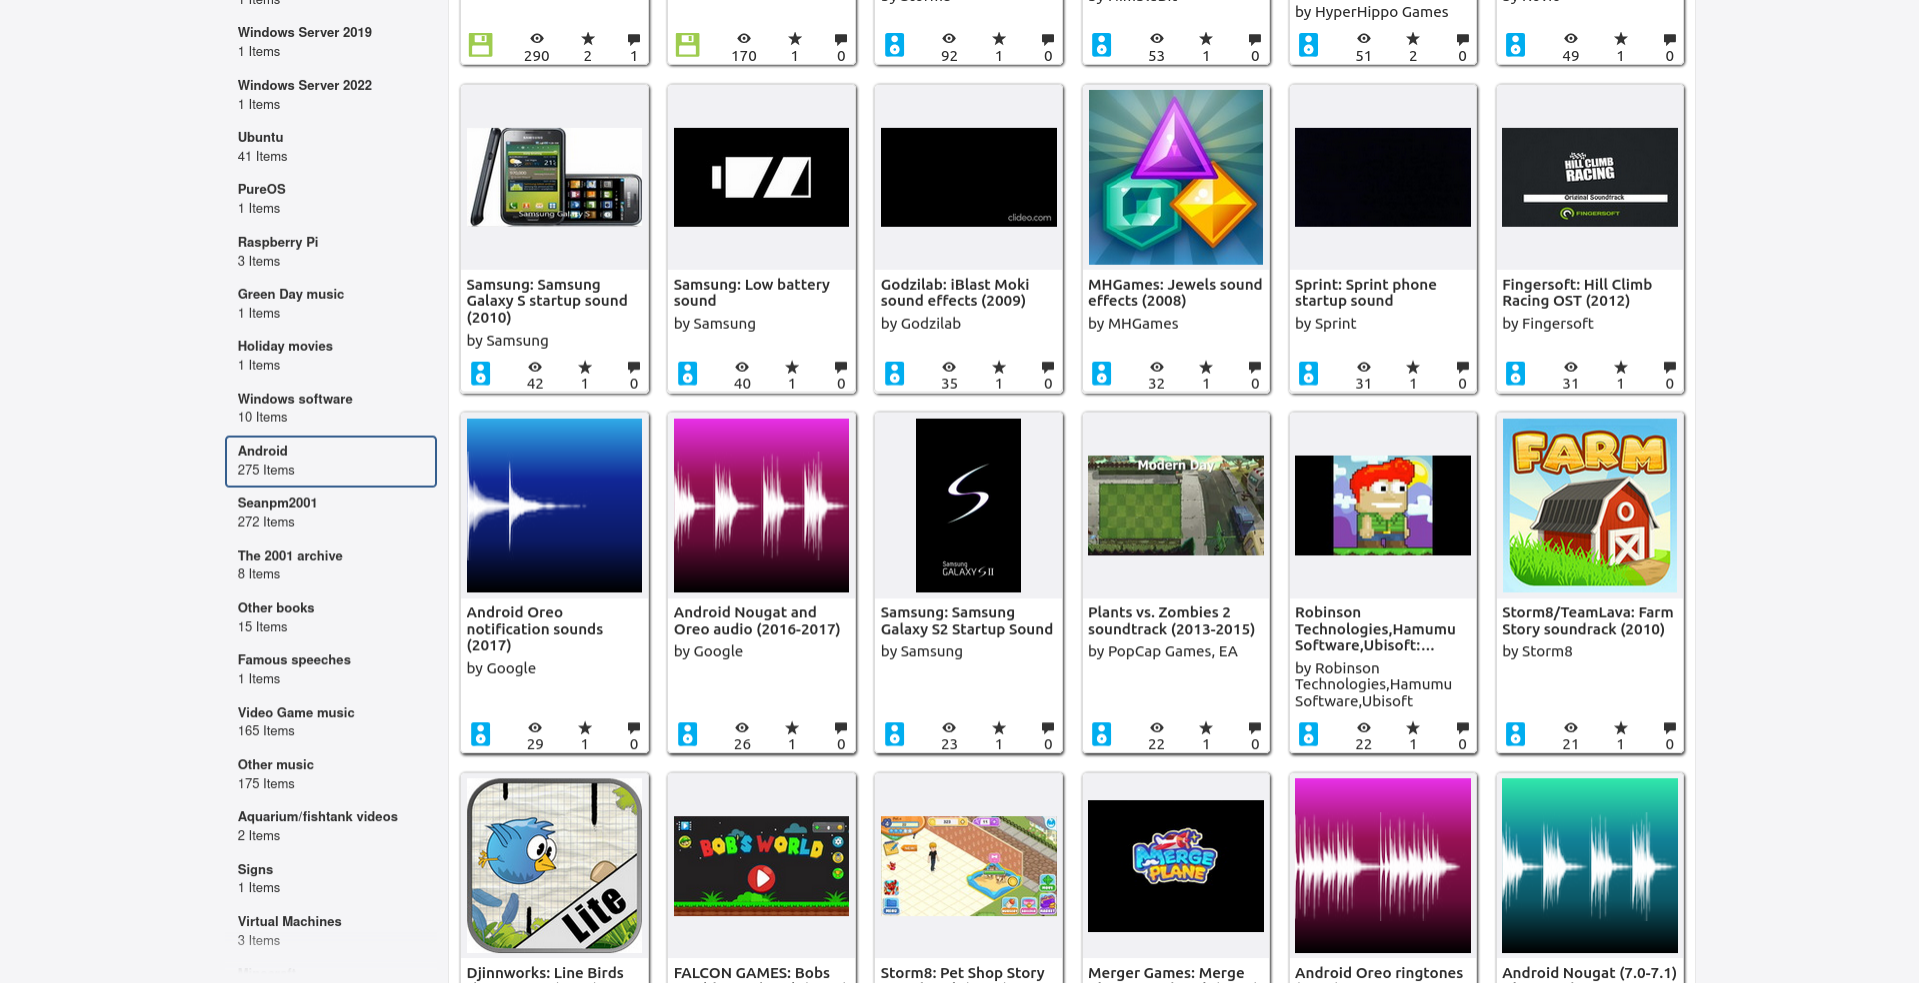 Windows Server 2019
1 Items
Windows Server 2022
1 Items
Ubuntu
41 Items
PureOS
1 Items
Raspberry Pi
3 Items
Green Day music
1 Items
Holiday movies
1 Items
Windows software
10 Items
Android
275 Items
Seanpm2001
272 Items
The 2001 archive
8 Items
Other books
15 Items
Famous speeches
1 Items
Video Game music
165 Items
Other music
175 Items
Aquarium/fishtank videos
2 Items
Signs
1 Items
Virtual Machines
3 Items
by HyperHippo Games
290 2 1
170 1 0
92 1 0
53 1 0
51 2 0
49 1 0
SAMSUNG
Samsung Galaxy S
Samsung: Samsung
Galaxy S startup sound
(2010)
by Samsung
42 1 0
Samsung: Low battery
sound
by Samsung
40 1 0
clideo.com
Godzilab: iBlast Moki
sound effects (2009)
by Godzilab
35 1 0
MHGames: Jewels sound
effects (2008)
by MHGames
32 1 0
Sprint: Sprint phone
startup sound
by Sprint
31 1 0
HILL CLIMB
RACING
Original Soundtrack
FINGERSOFT
Fingersoft: Hill Climb
Racing OST (2012)
by Fingersoft
31 1 0
Android Oreo
notification sounds
(2017)
by Google
29 1 0
Android Nougat and
Oreo audio (2016-2017)
by Google
26 1 0
S
Samsung
GALAXY S II
Samsung: Samsung
Galaxy S2 Startup Sound
by Samsung
23 1 0
Modern Day
Plants vs. Zombies 2
soundtrack (2013-2015)
by PopCap Games, EA
22 1 0
Robinson
Technologies,Hamumu
Software,Ubisoft:...
by Robinson
Technologies,Hamumu
Software,Ubisoft
22 1 0
FARM
Storm8/TeamLava: Farm
Story soundrack (2010)
by Storm8
21 1 0
Lite
Djinnworks: Line Birds
BOB'S WORLD
FALCON GAMES: Bobs
Storm8: Pet Shop Story
MERGE
PLANE
Merger Games: Merge
Android Oreo ringtones
Android Nougat (7.0-7.1)